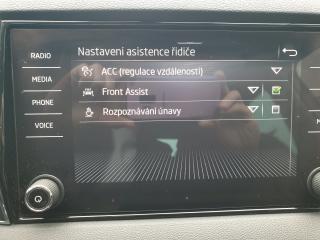 Nastavení asistence řidiče
RADIO
ACC (regulace vzdálenosti)
MEDIA
Front Assist
PHONE
Rozpoznávání únavy
VOICE